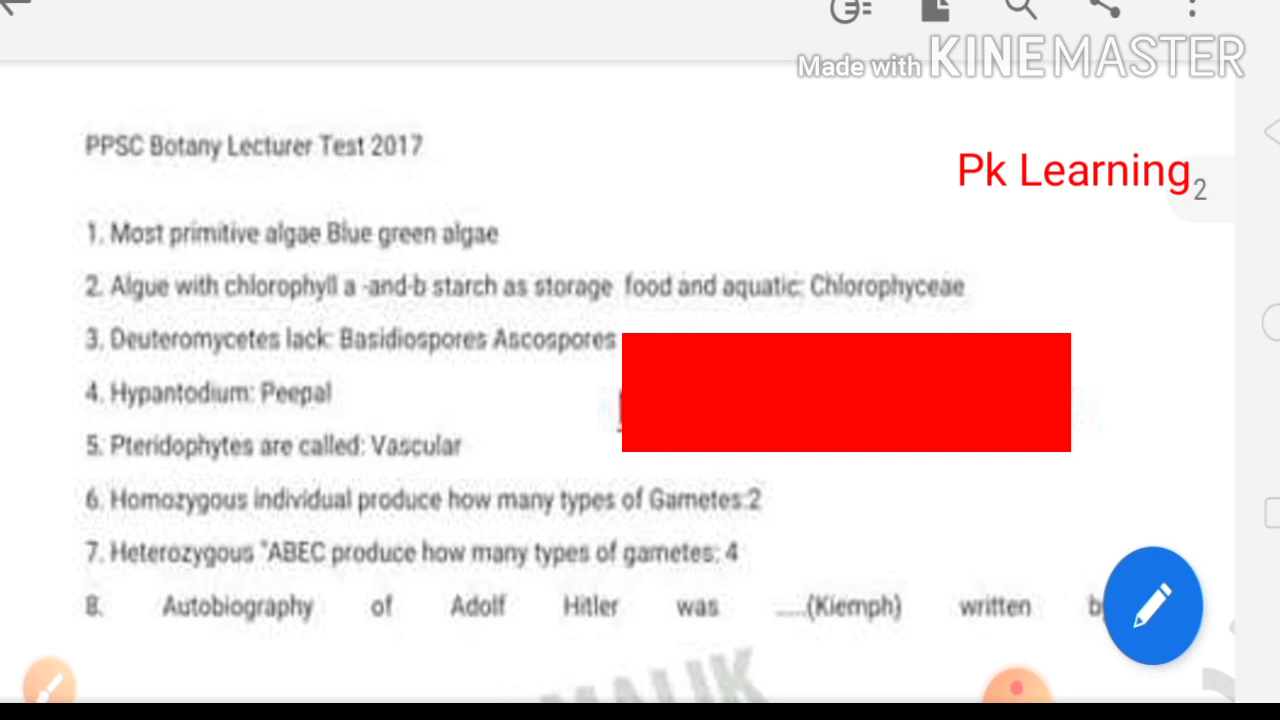 Made with KINEMASTER
PPSC Botany Lecturer Test 2017
Pk Learning
2
1. Most primitive algae Blue green algae
2. Algue with chlorophyll a -and-b starch as storage food and aquatic: Chlorophyceae
3. Deuteromycetes lack: Basidiospores Ascospores
4. Hypantodium: Peepal
5. Pteridophytes are called: Vascular
6. Homozygous individual produce how many types of Gametes:2
7. Heterozygous "ABEC produce how many types of gametes: 4
8. Autobiography of Adolf Hitler was .....(Kiemph) written
MALIK